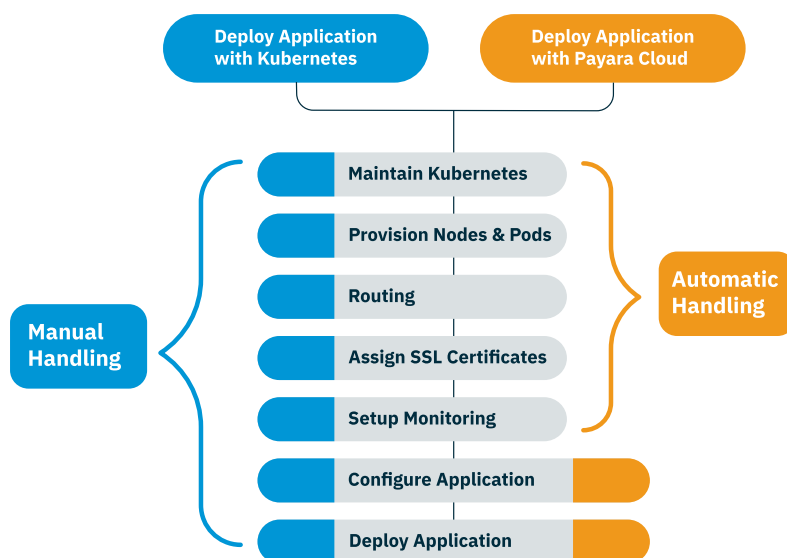 Deploy Application
with Kubernetes
Deploy Application
with Payara Cloud
Maintain Kubernetes
Provision Nodes & Pods
Routing
Assign SSL Certificates
Setup Monitoring
Configure Application
Deploy Application
Manual
Handling
Automatic
Handling